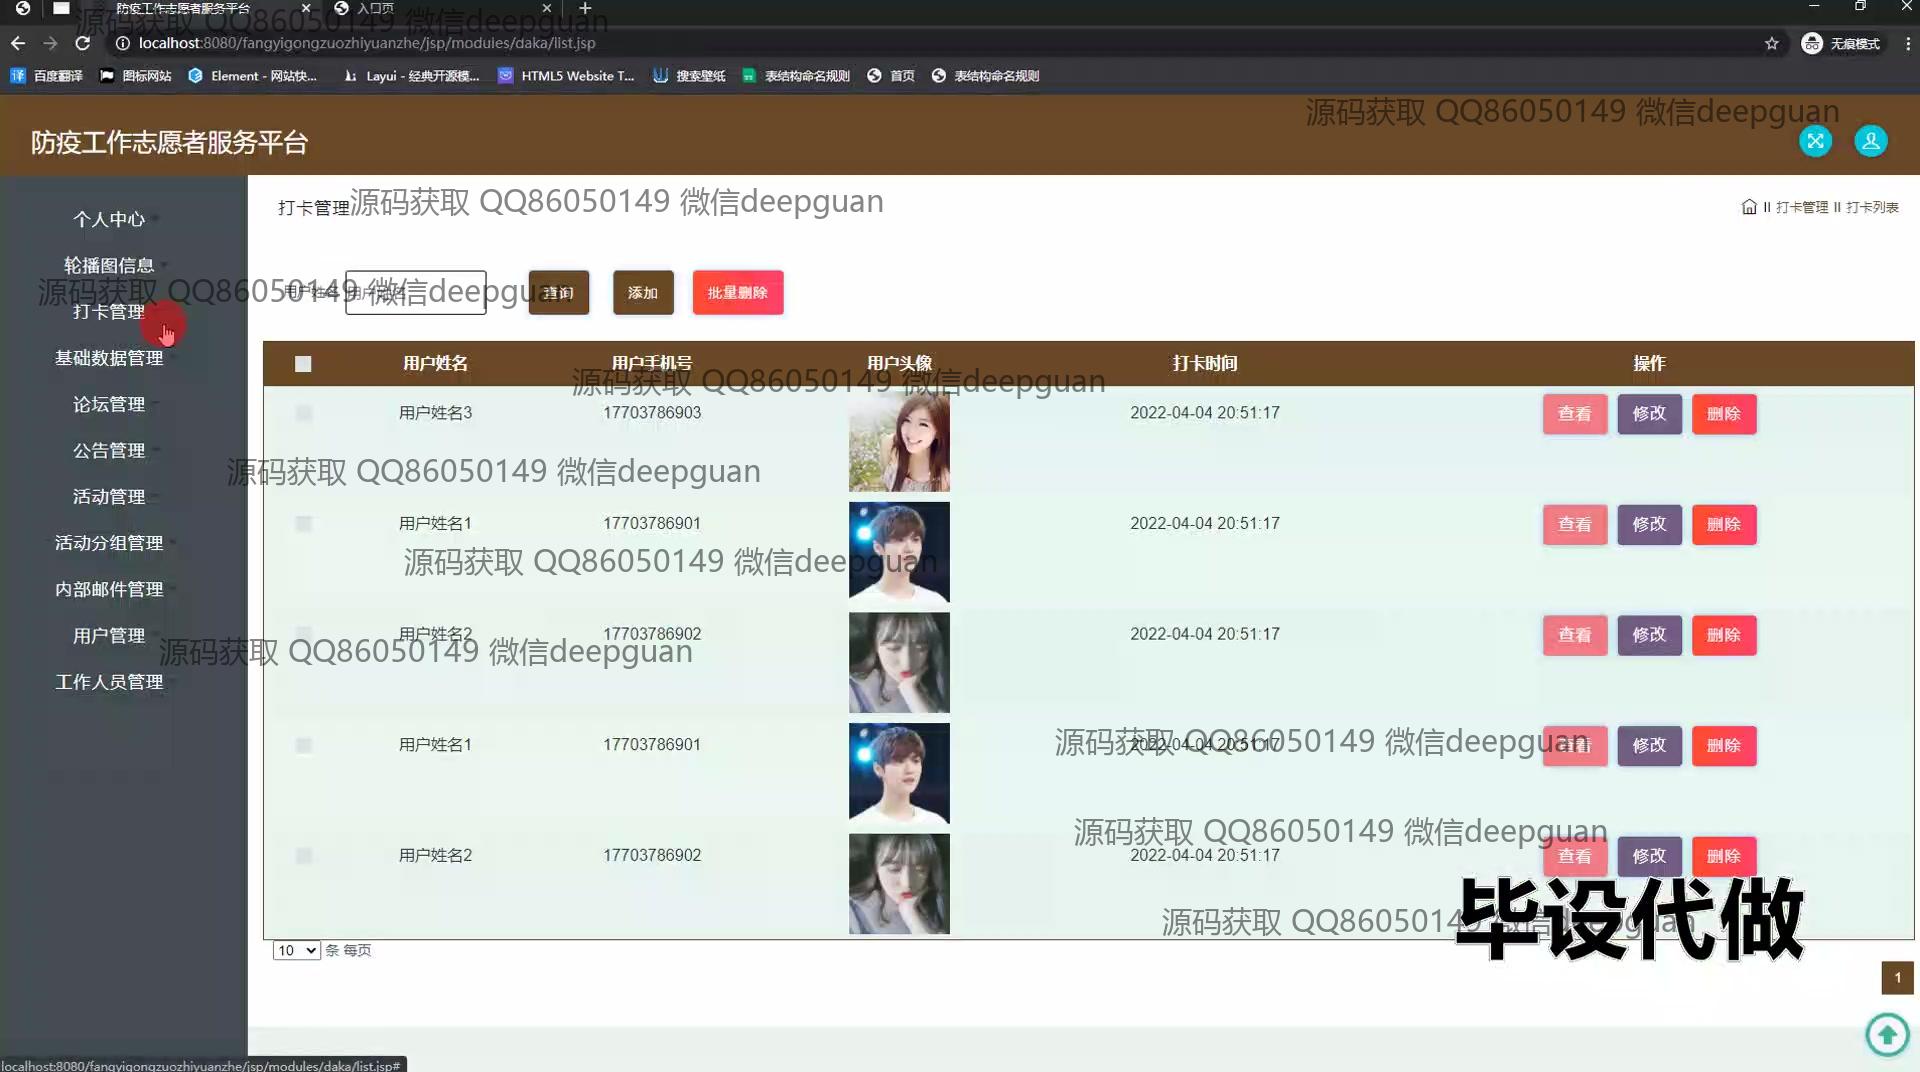 防疫工作志愿者服务平台
入口页
源码获取 QQ86050149 微信deepguan
localhost:8080/fangyigongzuozhiyuanzhe/jsp/modules/daka/list.jsp
无痕模式
百度翻译 图标网站 Element - 网站快... Layui - 经典开源模... HTML5 Website T... 搜索壁纸 表结构命名规则 首页 表结构命名规则
源码获取 QQ86050149 微信deepguan
防疫工作志愿者服务平台
打卡管理
源码获取 QQ86050149 微信deepguan
打卡管理 II 打卡列表
个人中心
轮播图信息
打卡管理
基础数据管理
论坛管理
公告管理
活动管理
活动分组管理
内部邮件管理
用户管理
工作人员管理
源码获取 QQ86050149 微信deepguan
查询 添加 批量删除
用户姓名 用户手机号 用户头像 打卡时间 操作
源码获取 QQ86050149 微信deepguan
用户姓名3 17703786903 2022-04-04 20:51:17 查看 修改 删除
源码获取 QQ86050149 微信deepguan
用户姓名1 17703786901 2022-04-04 20:51:17 查看 修改 删除
源码获取 QQ86050149 微信deepguan
用户姓名2 17703786902 2022-04-04 20:51:17 查看 修改 删除
源码获取 QQ86050149 微信deepguan
用户姓名1 17703786901 2022-04-04 20:51:17 查看 修改 删除
源码获取 QQ86050149 微信deepguan
源码获取 QQ86050149 微信deepguan
用户姓名2 17703786902 2022-04-04 20:51:17 查看 修改 删除
源码获取 QQ86050149 微信deepguan
毕设代做
10 条 每页
1
localhost:8080/fangyigongzuozhiyuanzhe/jsp/modules/daka/list.jsp#